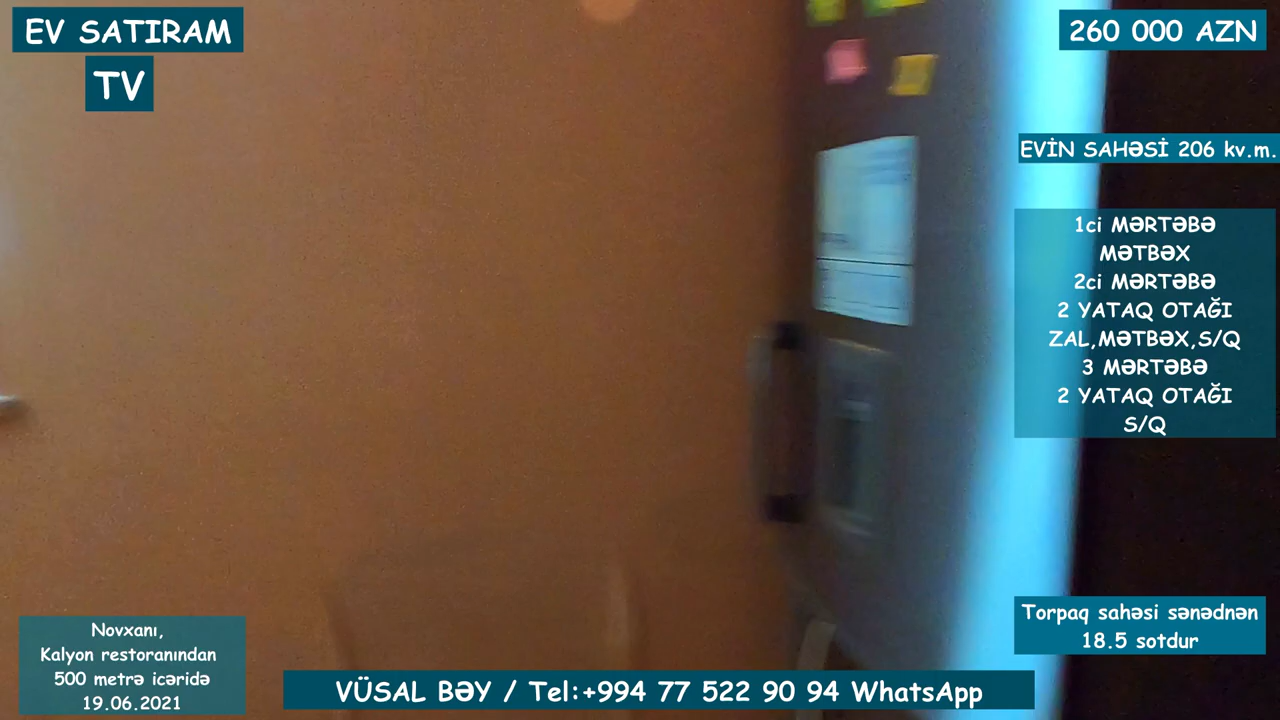 EV SATIRAM
TV
260 000 AZN
EVİN SAHƏSİ 206 kv.m.
1ci MƏRTƏBƏ
MƏTBƏX
2ci MƏRTƏBƏ
2 YATAQ OTAĞI
ZAL,MƏTBƏX,S/Q
3 MƏRTƏBƏ
2 YATAQ OTAĞI
S/Q
Torpaq sahəsi sənədnən
18.5 sotdur
Novxanı,
Kalyon restoranından
500 metrə icəridə
19.06.2021
VÜSAL BƏY / Tel:+994 77 522 90 94 WhatsApp